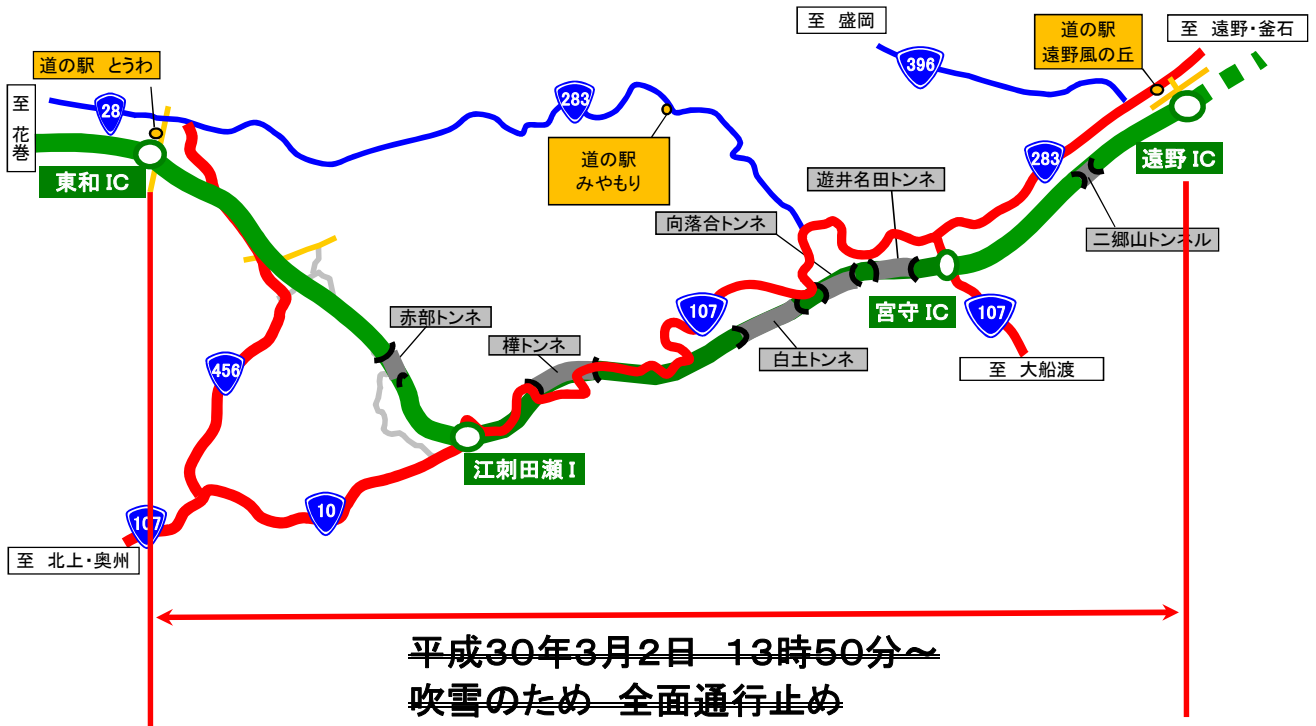 至 盛岡
至 遠野・釜石
道の駅
遠野風の丘
396
道の駅 とうわ
至 花巻
28
283
道の駅
みやもり
283
東和 IC
遠野 IC
遊井名田トンネ
向落合トンネ
二郷山トンネル
107
宮守 IC
107
赤部トンネ
樺トンネ
白土トンネ
至 大船渡
456
江刺田瀬 I
10
107
至 北上・奥州
平成30年3月2日 13時50分~
吹雪のため 全面通行止め